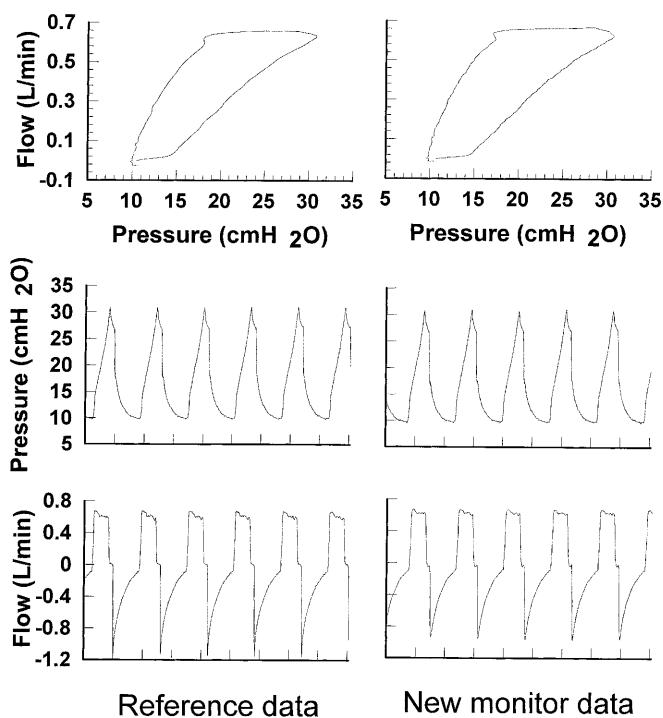 0.7
0.5
0.3
0.1
-0.1
Flow (L/min)
5 10 15 20 25 30 35
5 10 15 20 25 30 35
Pressure (cmH 2O)
Pressure (cmH 2O)
35
30
25
20
15
10
5
Pressure (cmH 2O)
0.8
0.4
0
-0.4
-0.8
-1.2
Flow (L/min)
Reference data
New monitor data